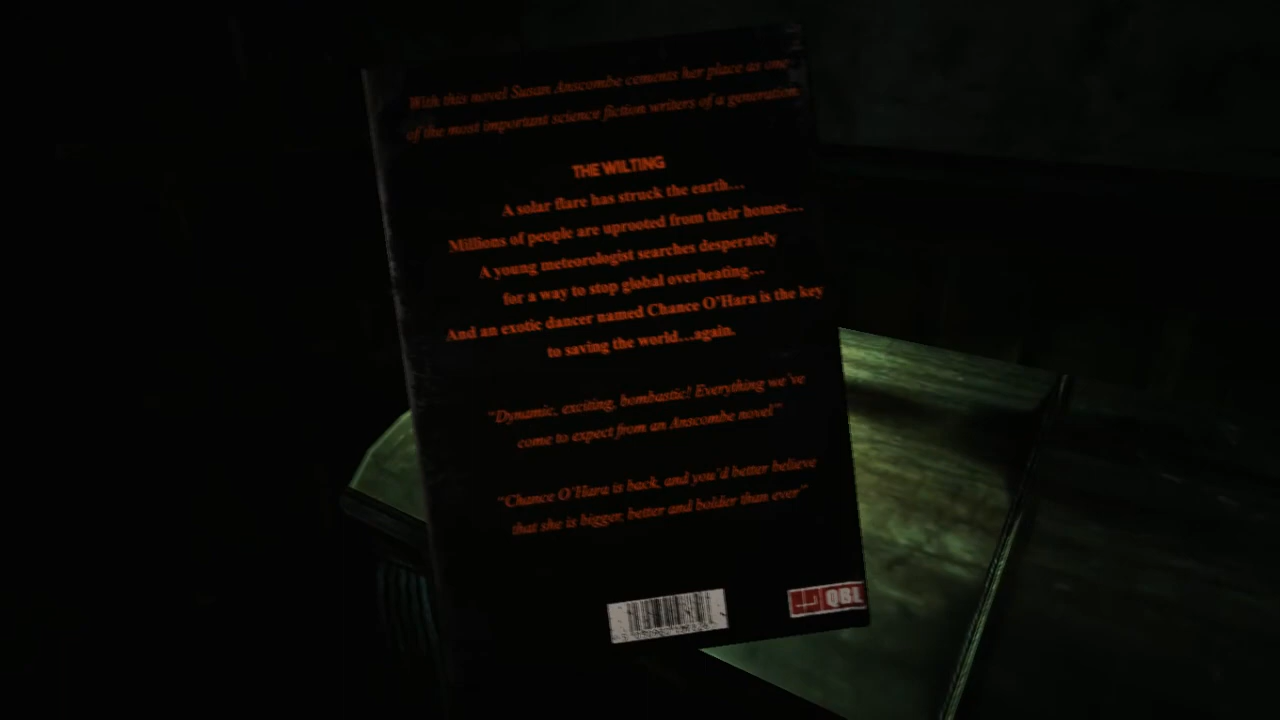 With this novel Susan Anscombe cements her place as one
of the most important science fiction writers of a generation.
THE WILTING
A solar flare has struck the earth...
Millions of people are uprooted from their homes...
A young meteorologist searches desperately
for a way to stop global overheating...
And an exotic dancer named Chance O'Hara is the key
to saving the world...again.
"Dynamic, exciting, bombastic! Everything we've
come to expect from an Anscombe novel"
"Chance O'Hara is back, and you'd better believe
that she is bigger, better and bolder than ever"
QBL